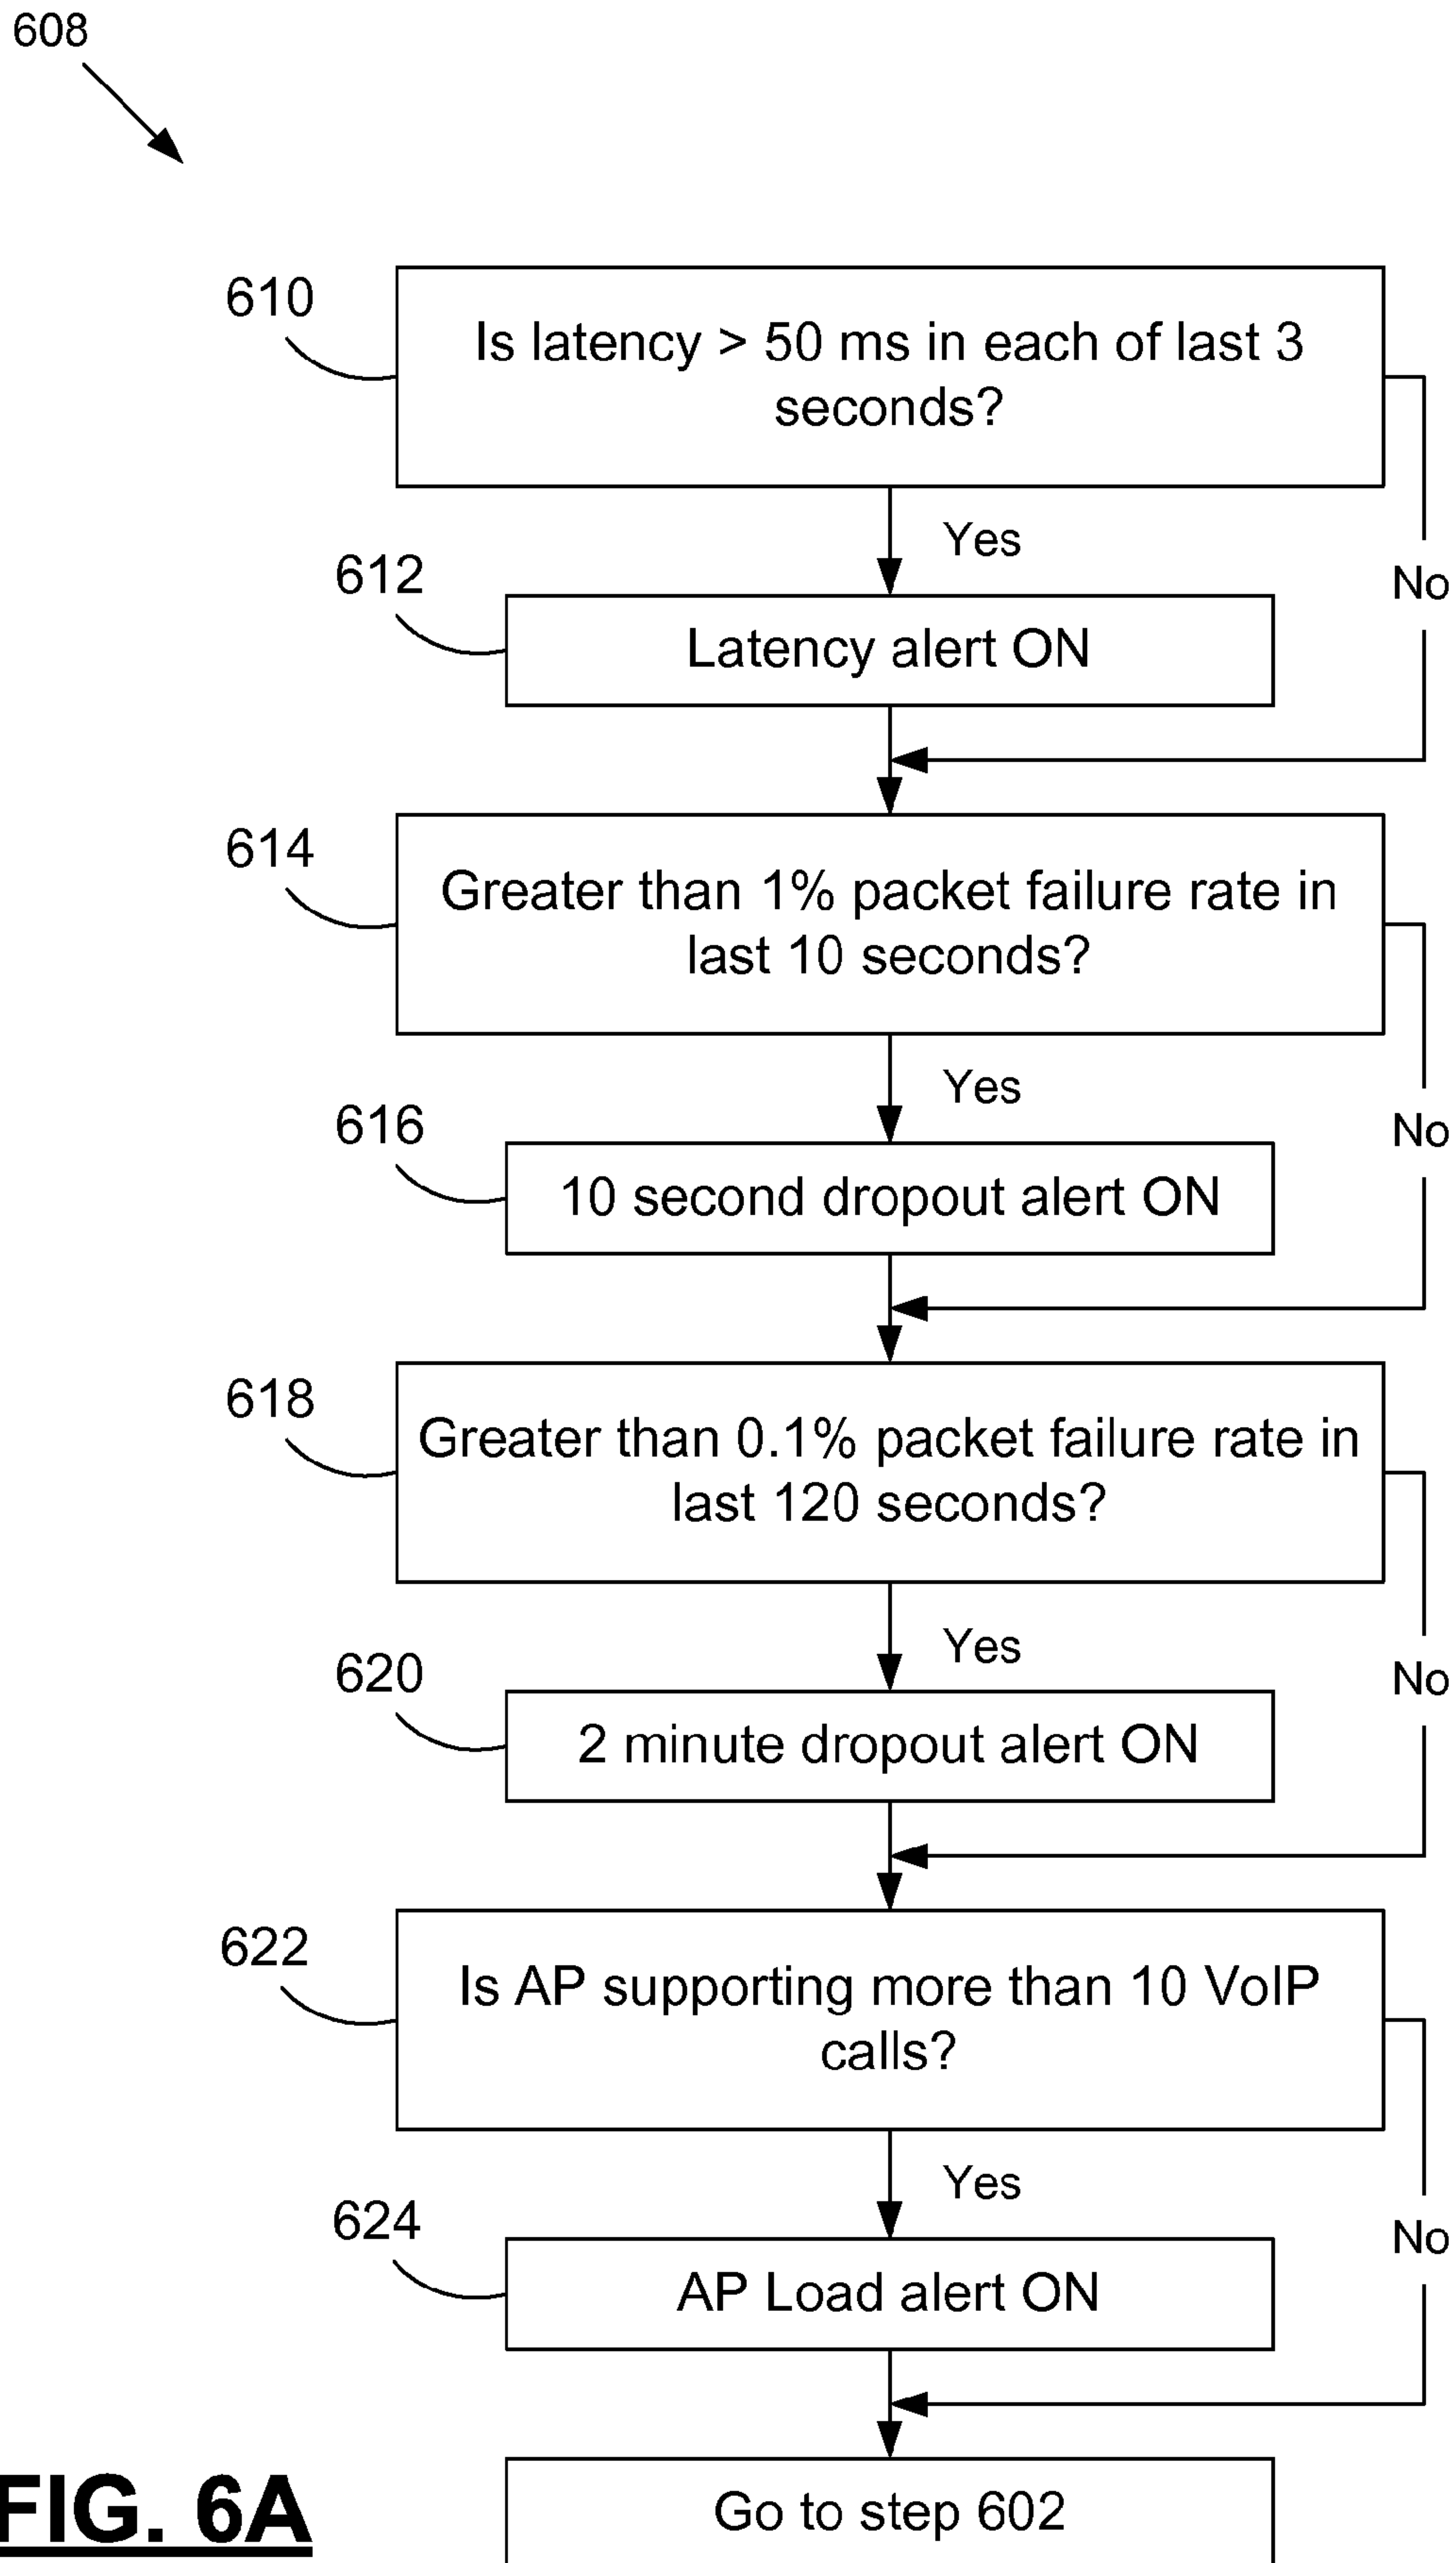 608
610
Is latency > 50 ms in each of last 3
seconds?
Yes
No
612
Latency alert ON
614
Greater than 1% packet failure rate in
last 10 seconds?
Yes
No
616
10 second dropout alert ON
618
Greater than 0.1% packet failure rate in
last 120 seconds?
Yes
No
620
2 minute dropout alert ON
622
Is AP supporting more than 10 VoIP
calls?
Yes
No
624
AP Load alert ON
Go to step 602
FIG. 6A